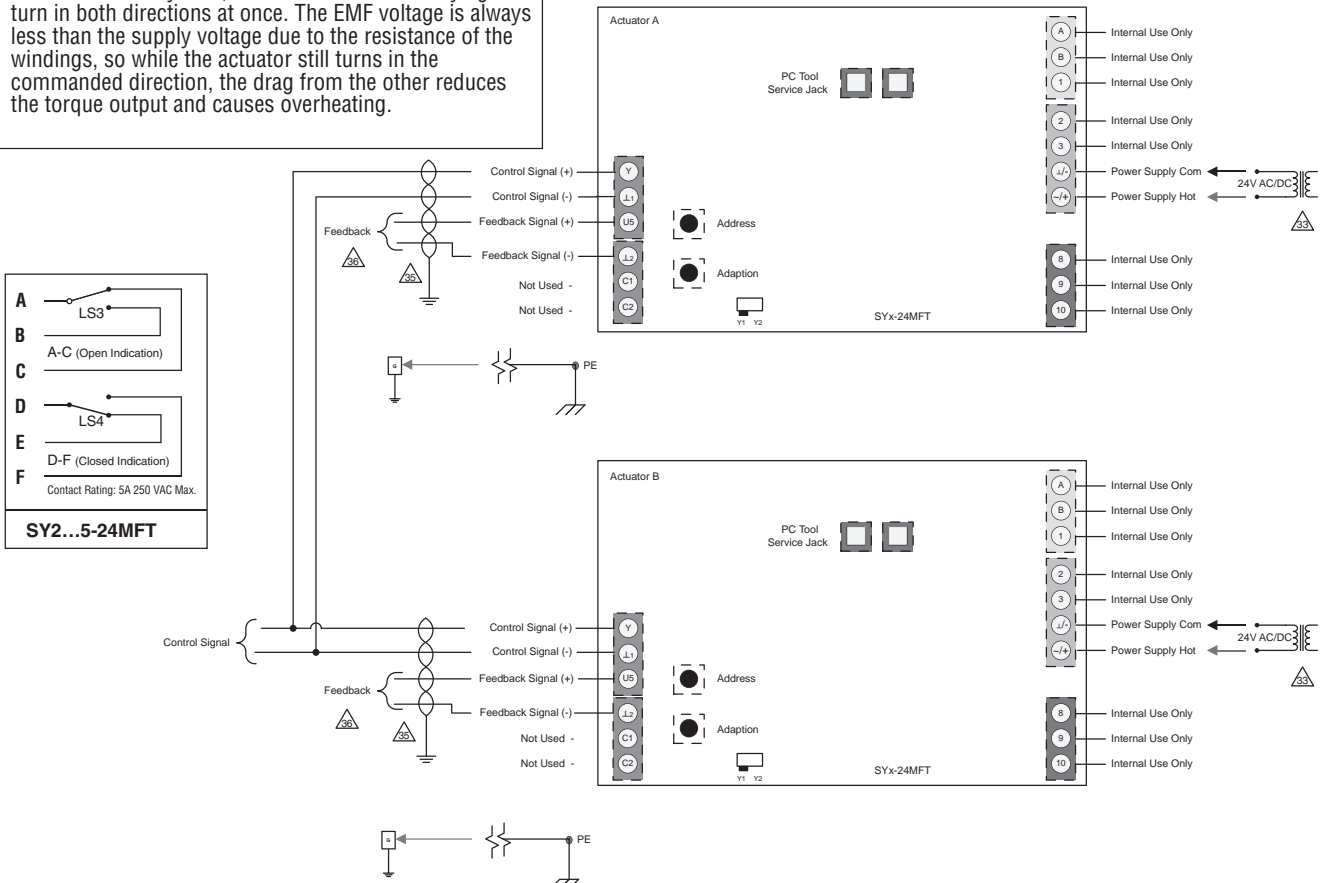 turn in both directions at once. The EMF voltage is always
less than the supply voltage due to the resistance of the
windings, so while the actuator still turns in the
commanded direction, the drag from the other reduces
the torque output and causes overheating.
Actuator A
PC Tool
Service Jack
A Internal Use Only
B Internal Use Only
1 Internal Use Only
2 Internal Use Only
3 Internal Use Only
⊥/- Power Supply Com
~/+ Power Supply Hot
24V AC/DC
33
8 Internal Use Only
9 Internal Use Only
10 Internal Use Only
Control Signal (+) Y
Control Signal (-) ⊥1
Feedback Signal (+) U5
Feedback Signal (-) ⊥2
Not Used - C1
Not Used - C2
Feedback
36
35
Address
Adaption
Y1 Y2
SYx-24MFT
G
PE
A
LS3
B
A-C (Open Indication)
C
D
LS4
E
D-F (Closed Indication)
F
Contact Rating: 5A 250 VAC Max.
SY2...5-24MFT
Actuator B
PC Tool
Service Jack
A Internal Use Only
B Internal Use Only
1 Internal Use Only
2 Internal Use Only
3 Internal Use Only
⊥/- Power Supply Com
~/+ Power Supply Hot
24V AC/DC
33
8 Internal Use Only
9 Internal Use Only
10 Internal Use Only
Control Signal
Control Signal (+) Y
Control Signal (-) ⊥1
Feedback Signal (+) U5
Feedback Signal (-) ⊥2
Not Used - C1
Not Used - C2
Feedback
36
35
Address
Adaption
Y1 Y2
SYx-24MFT
G
PE